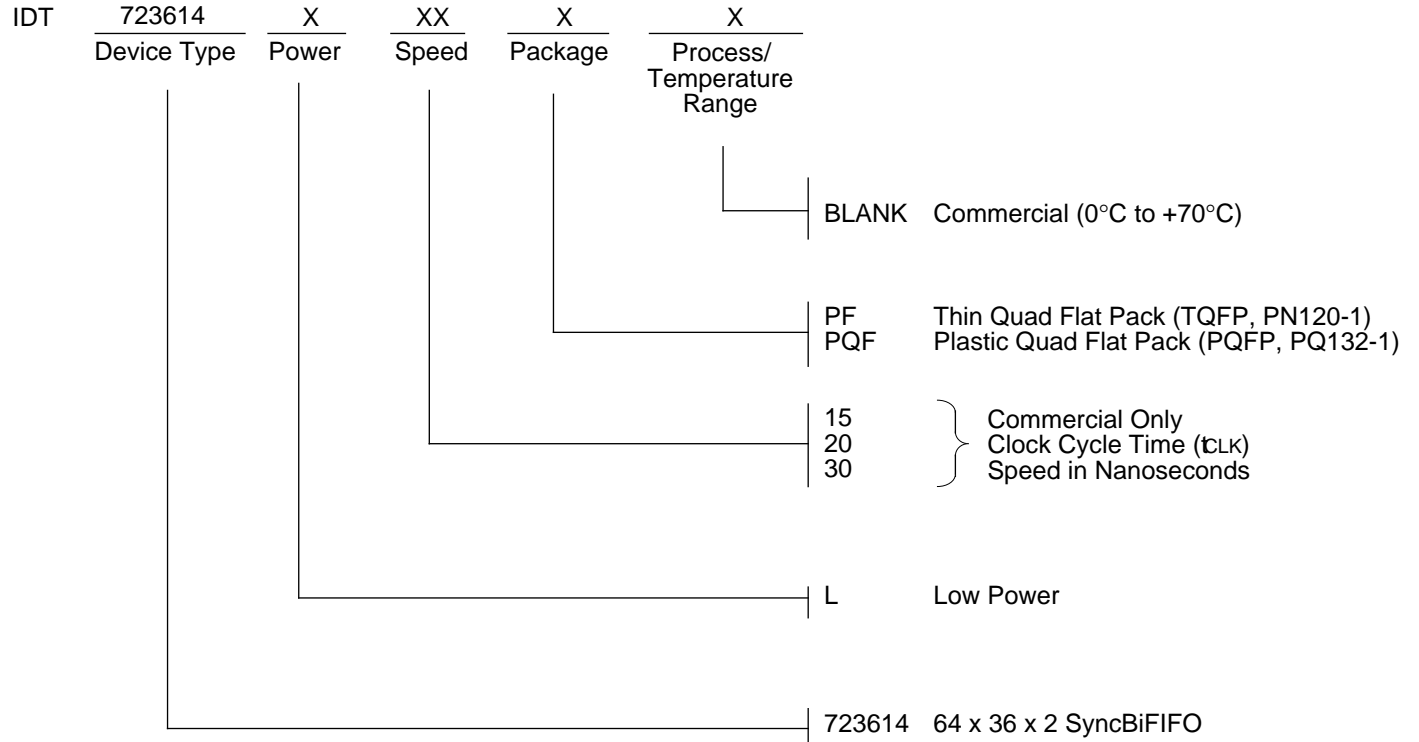 IDT 723614 X XX X X
Device Type Power Speed Package Process/
Temperature
Range
BLANK Commercial (0°C to +70°C)
PF Thin Quad Flat Pack (TQFP, PN120-1)
PQF Plastic Quad Flat Pack (PQFP, PQ132-1)
15 Commercial Only
20 Clock Cycle Time (tCLK)
30 Speed in Nanoseconds
L Low Power
723614 64 x 36 x 2 SyncBiFIFO